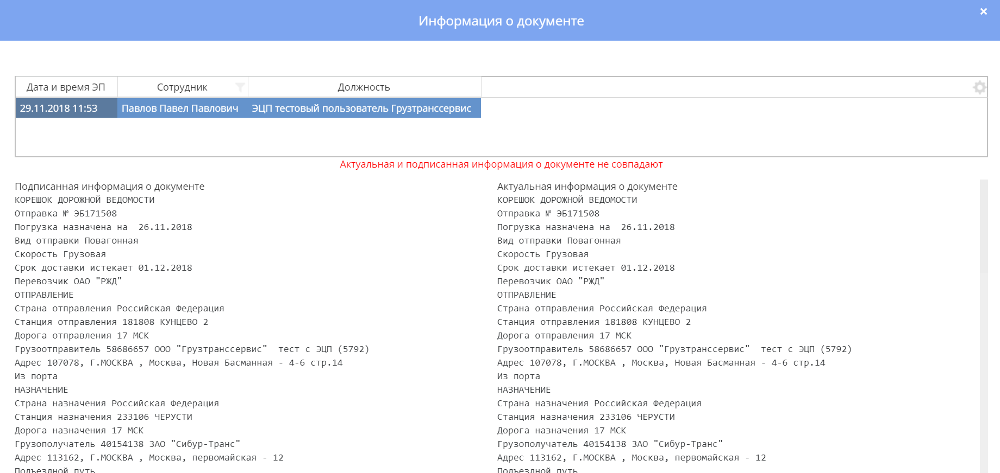 Информация о документе
Дата и время ЭП Сотрудник Должность
29.11.2018 11:53 Павлов Павел Павлович ЭЦП тестовый пользователь Грузтранссервис
Актуальная и подписанная информация о документе не совпадают
Подписанная информация о документе
КОРЕШОК ДОРОЖНОЙ ВЕДОМОСТИ
Отправка № ЭБ171508
Погрузка назначена на  26.11.2018
Вид отправки Повагонная
Скорость Грузовая
Срок доставки истекает 01.12.2018
Перевозчик ОАО "РЖД"
ОТПРАВЛЕНИЕ
Страна отправления Российская Федерация
Станция отправления 181808 КУНЦЕВО 2
Дорога отправления 17 МСК
Грузоотправитель 58686657 ООО "Грузтранссервис"  тест с ЭЦП (5792)
Адрес 107078, Г.МОСКВА , Москва, Новая Басманная - 4-6 стр.14
Из порта
НАЗНАЧЕНИЕ
Страна назначения Российская Федерация
Станция назначения 233106 ЧЕРУСТИ
Дорога назначения 17 МСК
Грузополучатель 40154138 ЗАО "Сибур-Транс"
Адрес 113162, Г.МОСКВА , Москва, первомайская - 12
Подъездной путь
Актуальная информация о документе
КОРЕШОК ДОРОЖНОЙ ВЕДОМОСТИ
Отправка № ЭБ171508
Погрузка назначена на  26.11.2018
Вид отправки Повагонная
Скорость Грузовая
Срок доставки истекает 01.12.2018
Перевозчик ОАО "РЖД"
ОТПРАВЛЕНИЕ
Страна отправления Российская Федерация
Станция отправления 181808 КУНЦЕВО 2
Дорога отправления 17 МСК
Грузоотправитель 58686657 ООО "Грузтранссервис"  тест с ЭЦП (5792)
Адрес 107078, Г.МОСКВА , Москва, Новая Басманная - 4-6 стр.14
Из порта
НАЗНАЧЕНИЕ
Страна назначения Российская Федерация
Станция назначения 233106 ЧЕРУСТИ
Дорога назначения 17 МСК
Грузополучатель 40154138 ЗАО "Сибур-Транс"
Адрес 113162, Г.МОСКВА , Москва, первомайская - 12
Подъездной путь